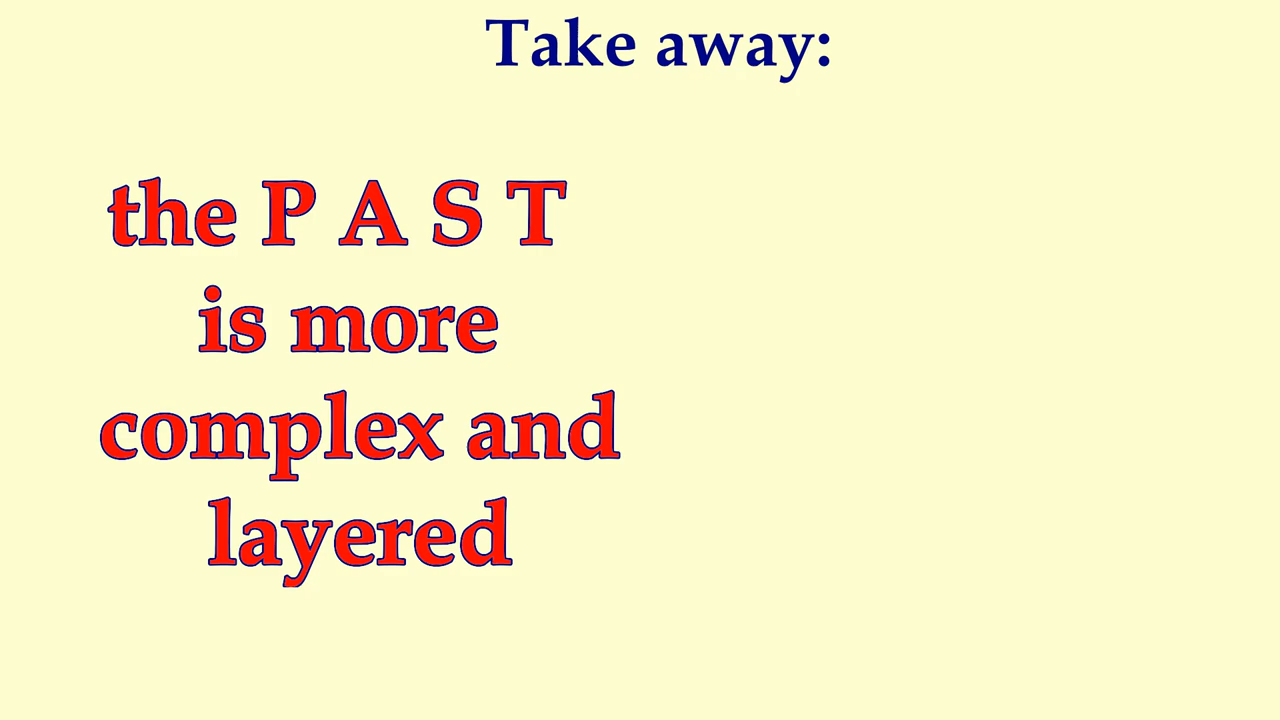 Take away:
the P A S T
is more
complex and
layered